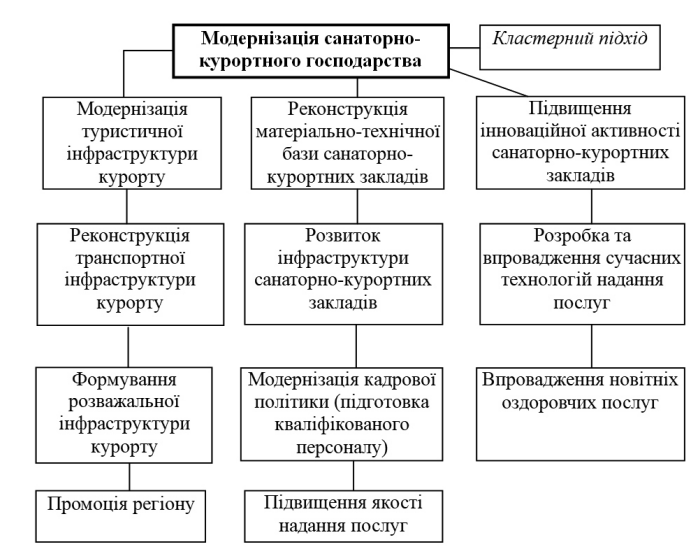 Модернізація санаторно-
курортного господарства
Кластерний підхід
Модернізація
туристичної
інфраструктури
курорту
Реконструкція
матеріально-технічної
бази санаторно-
курортних закладів
Підвищення
інноваційної активності
санаторно-курортних
закладів
Реконструкція
транспортної
інфраструктури
курорту
Розвиток
інфраструктури
санаторно-курортних
закладів
Розробка та
впровадження сучасних
технологій надання
послуг
Формування
розважальної
інфраструктури
курорту
Модернізація кадрової
політики (підготовка
кваліфікованого
персоналу)
Впровадження новітніх
оздоровчих послуг
Промоція регіону
Підвищення якості
надання послуг